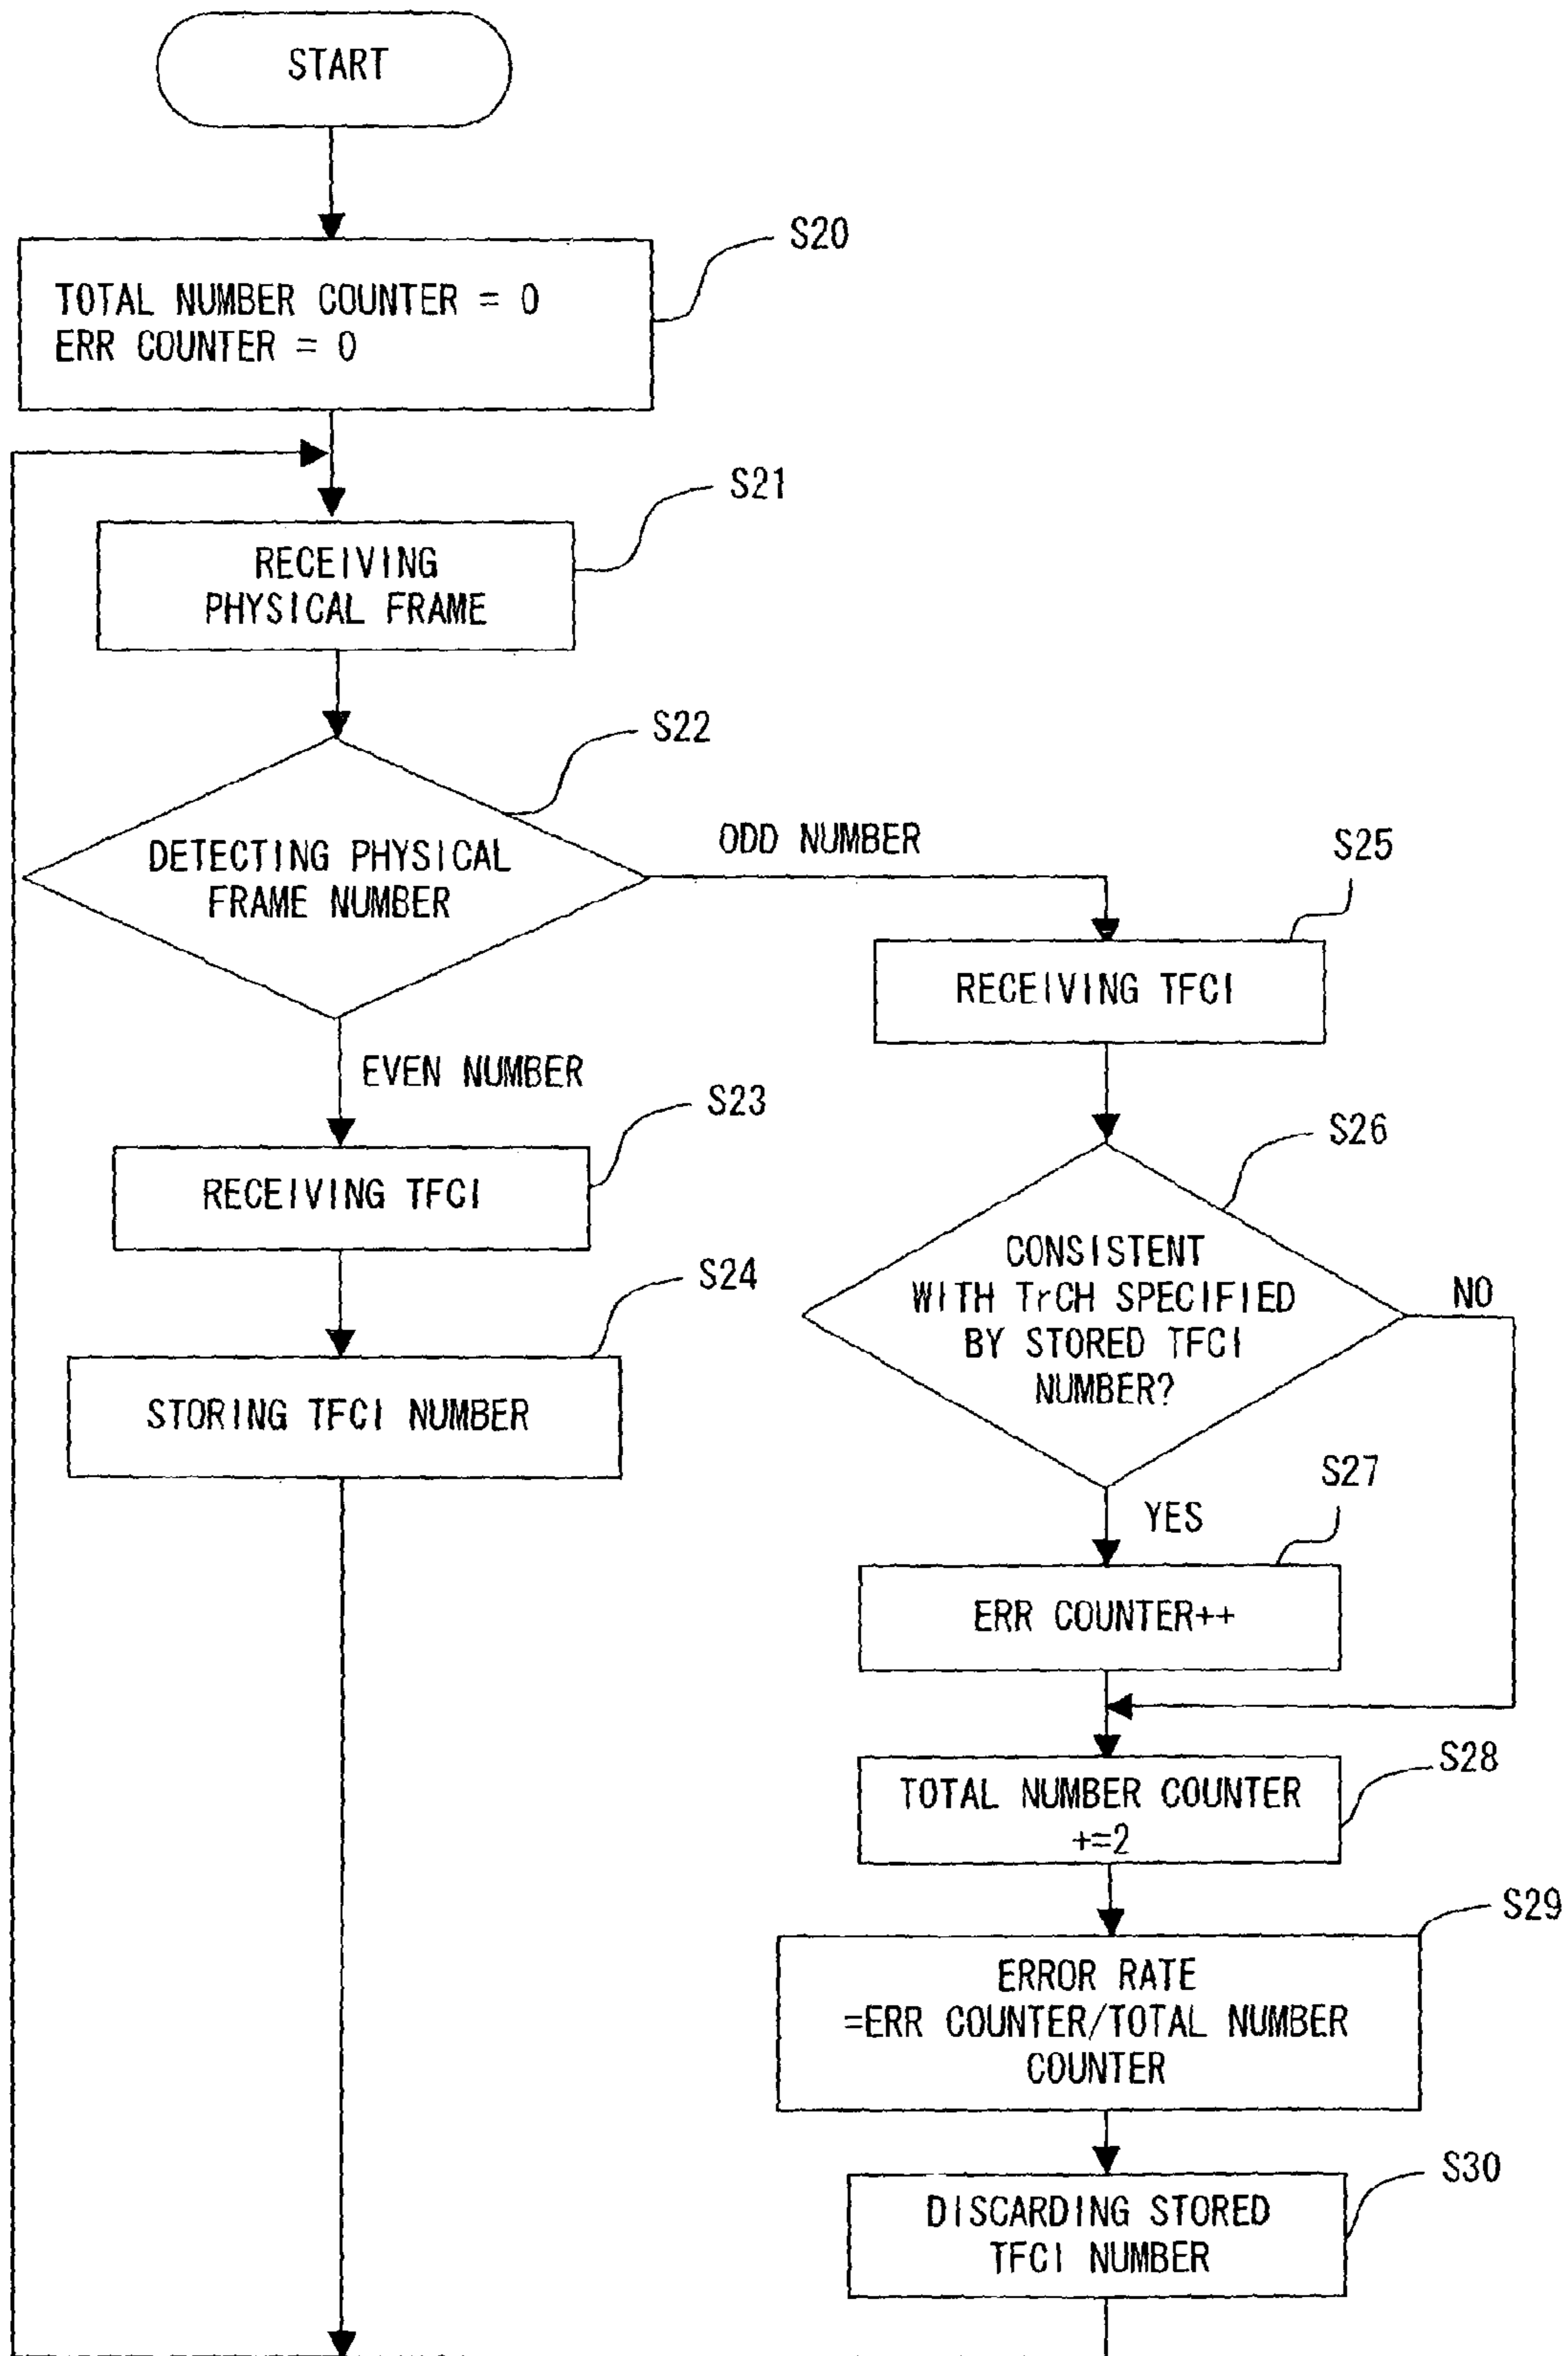 START
S20
TOTAL NUMBER COUNTER = 0
ERR COUNTER = 0
S21
RECEIVING
PHYSICAL FRAME
S22
DETECTING PHYSICAL
FRAME NUMBER
ODD NUMBER
EVEN NUMBER
S23
RECEIVING TFCI
S24
STORING TFCI NUMBER
S25
RECEIVING TFCI
S26
CONSISTENT
WITH TrCH SPECIFIED
BY STORED TFCI
NUMBER?
NO
YES
S27
ERR COUNTER++
S28
TOTAL NUMBER COUNTER
+=2
S29
ERROR RATE
=ERR COUNTER/TOTAL NUMBER
COUNTER
S30
DISCARDING STORED
TFCI NUMBER